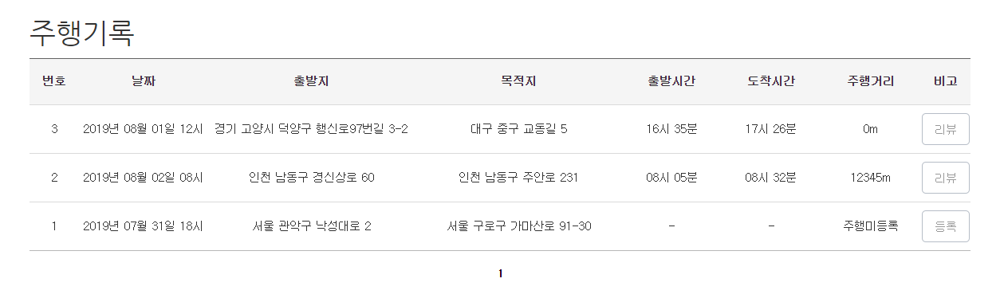 주행기록
번호 날짜 출발지 목적지 출발시간 도착시간 주행거리 비고
3 2019년 08월 01일 12시 경기 고양시 덕양구 행신로97번길 3-2 대구 중구 교동길 5 16시 35분 17시 26분 0m 리뷰
2 2019년 08월 02일 08시 인천 남동구 경신상로 60 인천 남동구 주안로 231 08시 05분 08시 32분 12345m 리뷰
1 2019년 07월 31일 18시 서울 관악구 낙성대로 2 서울 구로구 가마산로 91-30 - - 주행미등록 등록
1